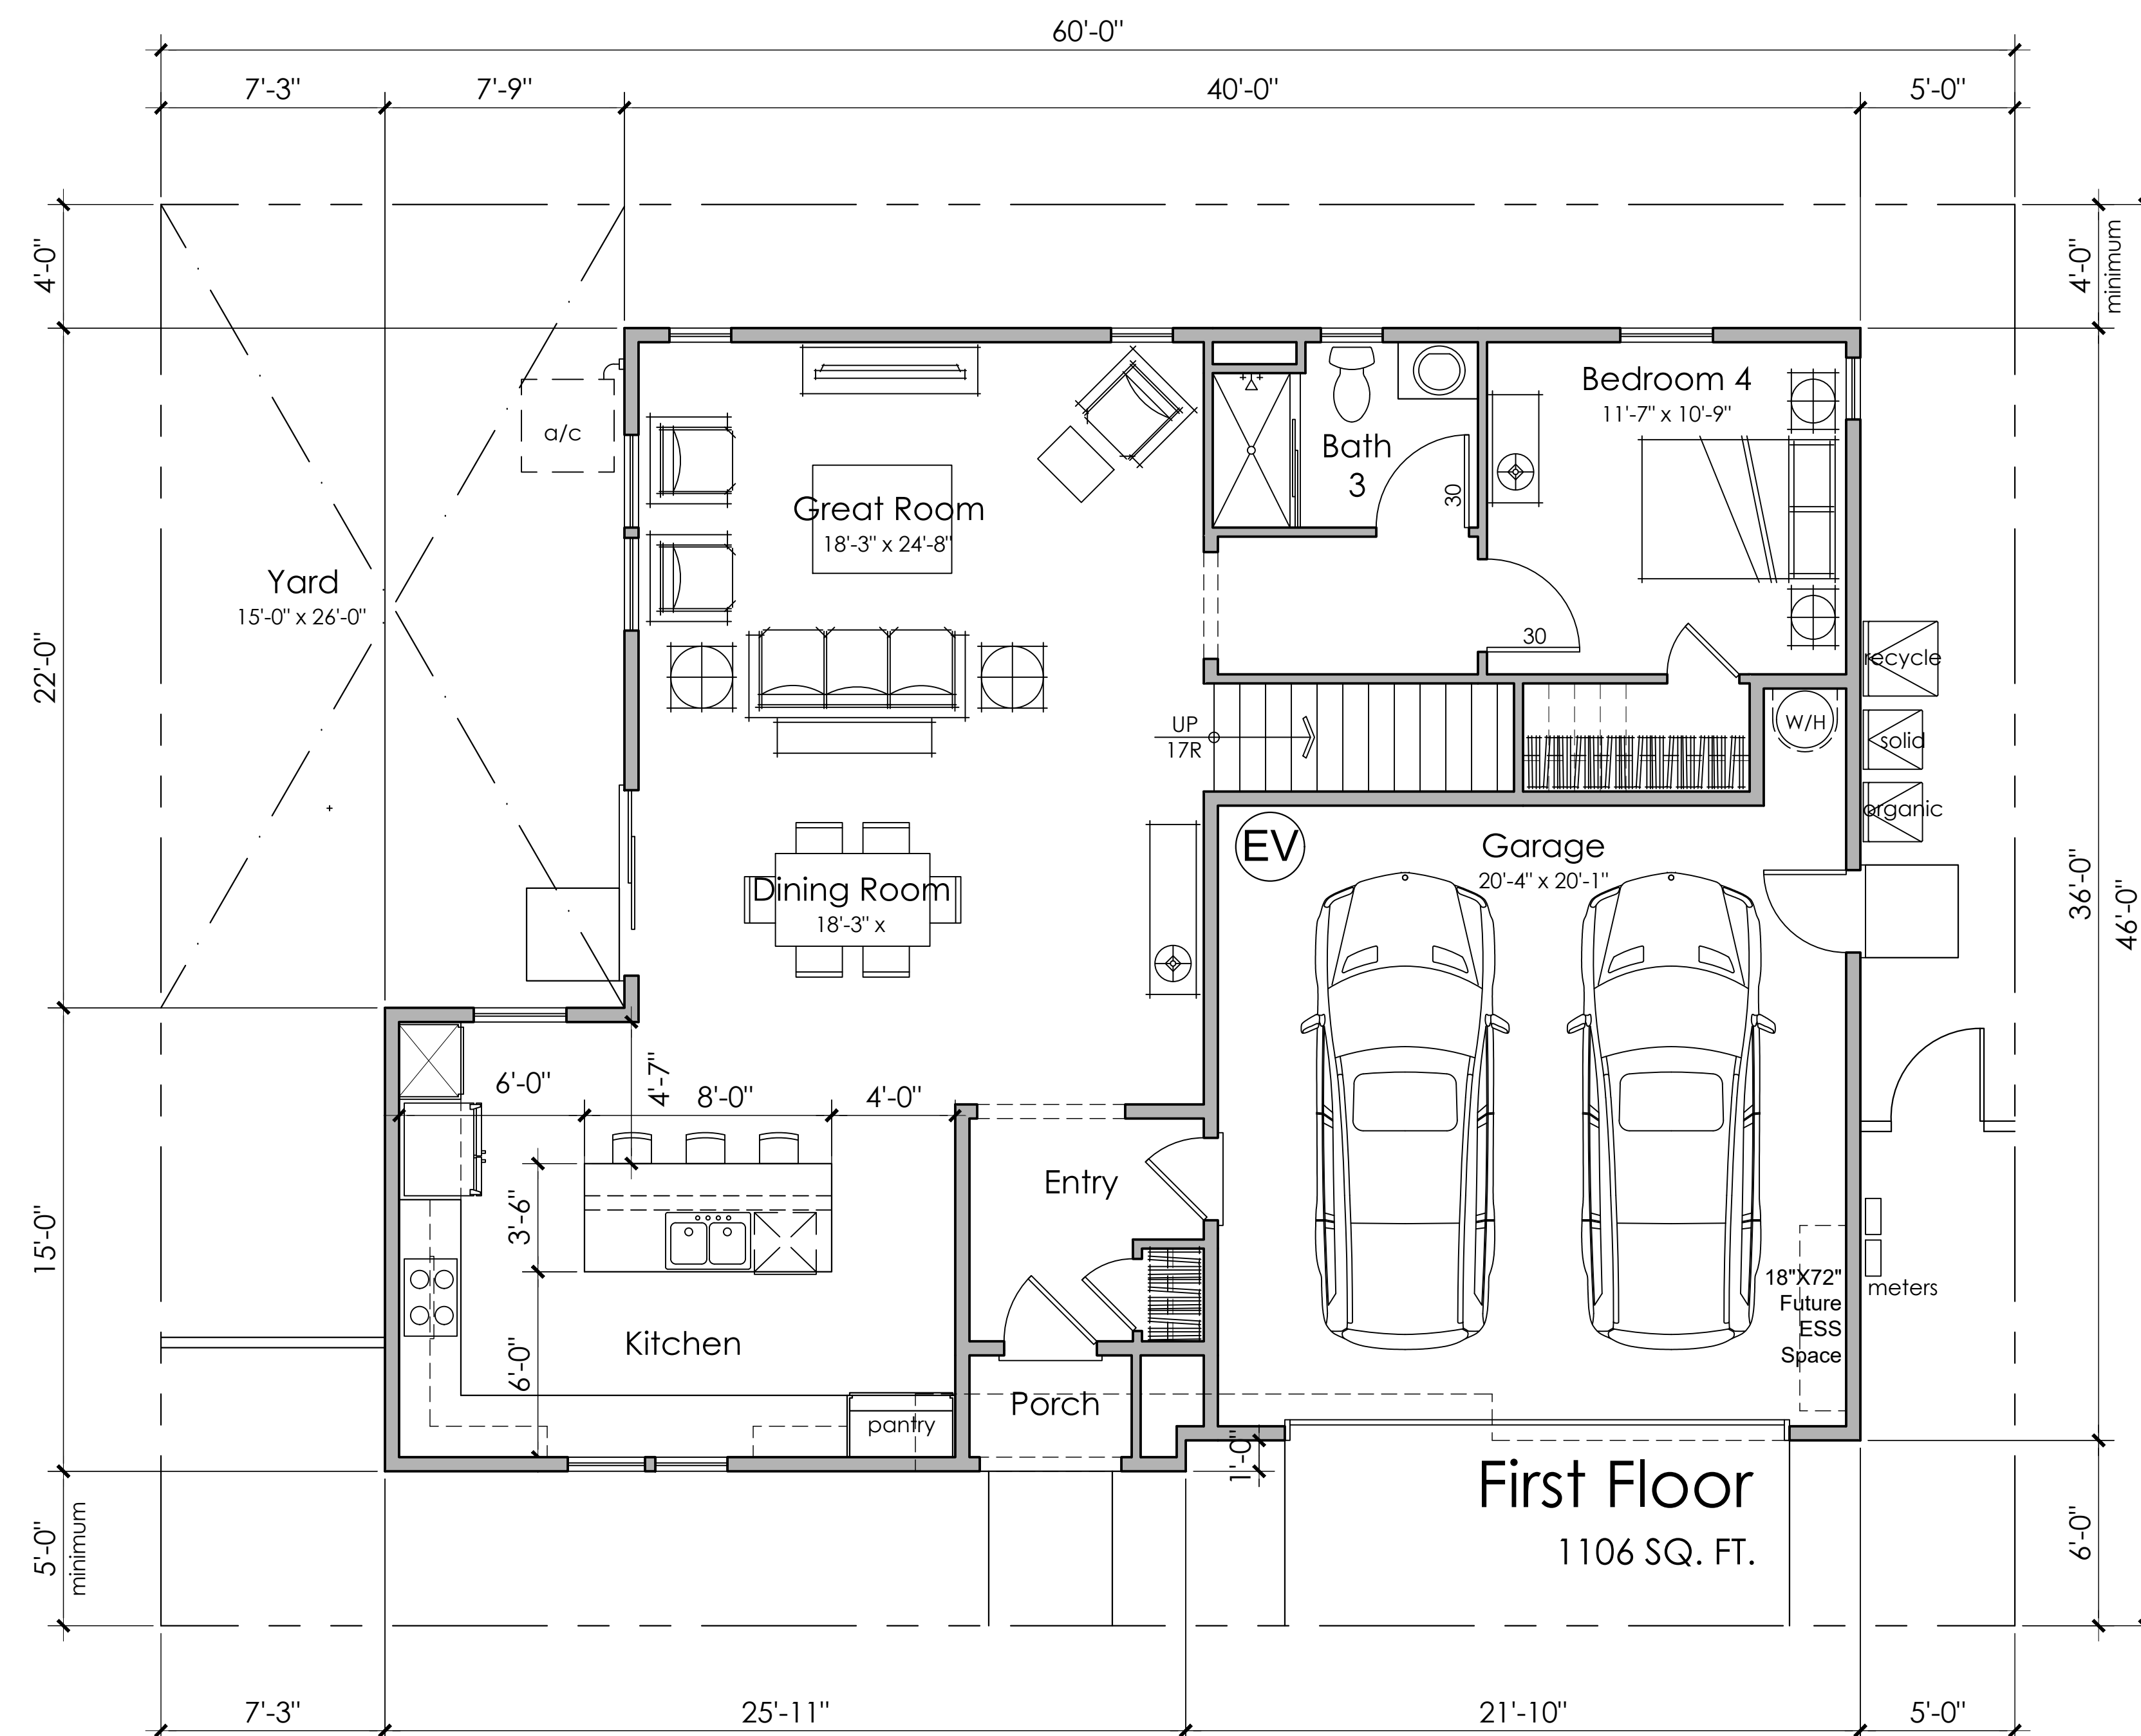 60'-0"
7'-3"
7'-9"
40'-0"
5'-0"
4'-0"
4'-0"
minimum
Bedroom 4
11'-7" x 10'-9"
a/c
Bath
3
30
Great Room
18'-3" x 24'-8"
Yard
15'-0" x 26'-0"
22'-0"
30
recycle
UP
17R
W/H
solid
organic
EV
Garage
20'-4" x 20'-1"
Dining Room
18'-3" x
36'-0"
46'-0"
6'-0"
4'-7"
8'-0"
4'-0"
Entry
3'-6"
15'-0"
18"X72"
Future
ESS
Space
meters
Kitchen
6'-0"
Porch
pantry
1'-0"
First Floor
1106 SQ. FT.
5'-0"
minimum
6'-0"
7'-3"
25'-11"
21'-10"
5'-0"